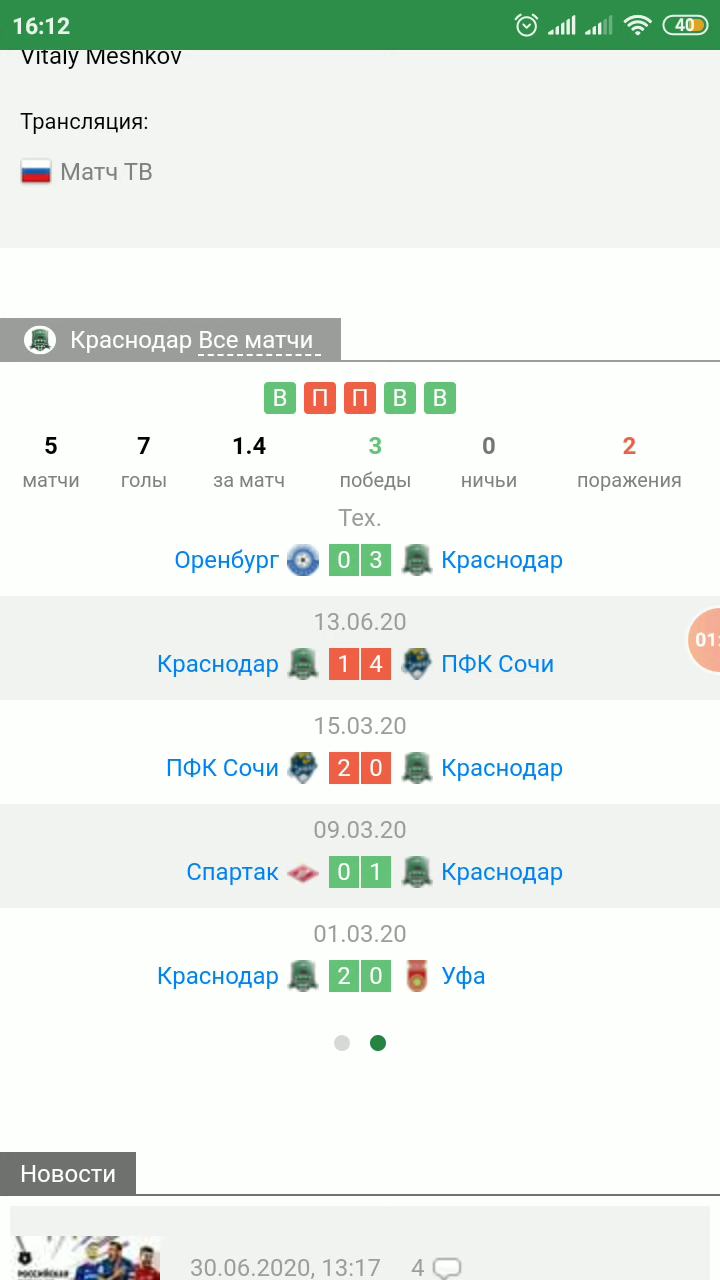 16:12
40
Vitaly Meshkov
Трансляция:
Матч ТВ
Краснодар Все матчи
В П П В В
5 7 1.4 3 0 2
матчи голы за матч победы ничьи поражения
Тех.
Оренбург 0 3 Краснодар
13.06.20
01:
Краснодар 1 4 ПФК Сочи
15.03.20
ПФК Сочи 2 0 Краснодар
09.03.20
Спартак 0 1 Краснодар
01.03.20
Краснодар 2 0 Уфа
Новости
30.06.2020, 13:17 4
РОССИЙСКАЯ